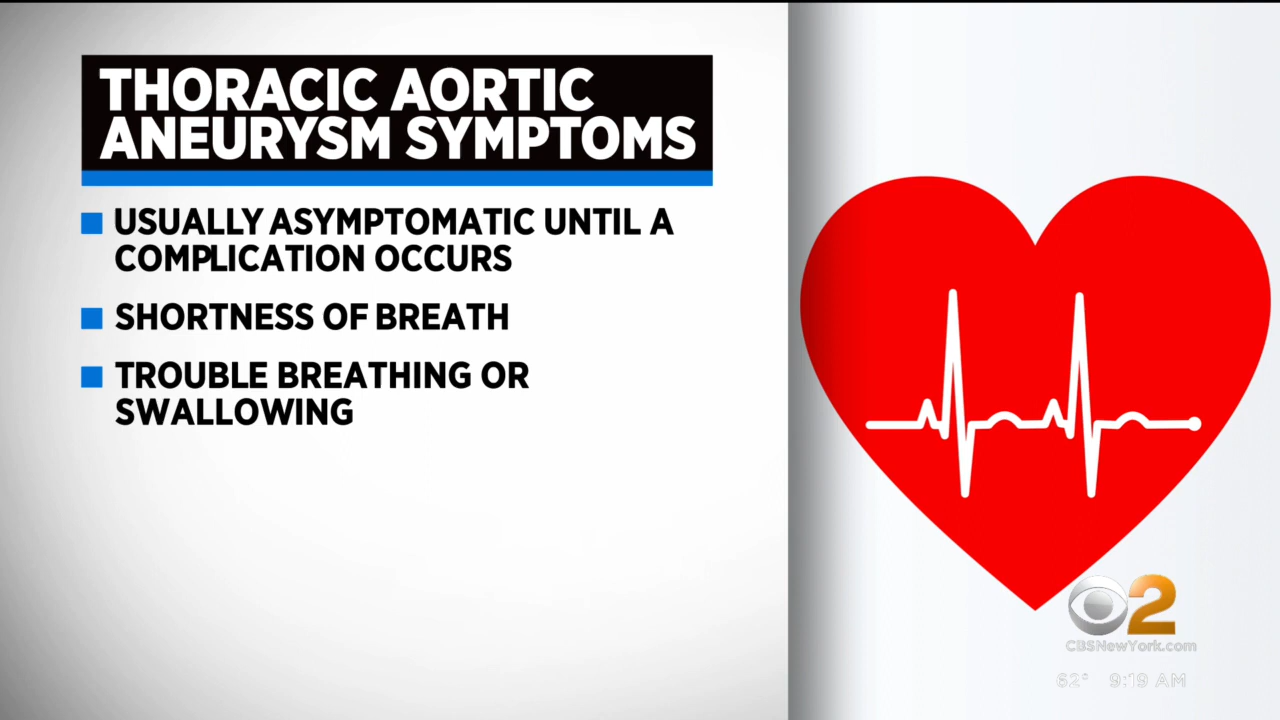 THORACIC AORTIC
ANEURYSM SYMPTOMS
USUALLY ASYMPTOMATIC UNTIL A
COMPLICATION OCCURS
SHORTNESS OF BREATH
TROUBLE BREATHING OR
SWALLOWING
2
CBSNewYork.com
62° 9:19 AM